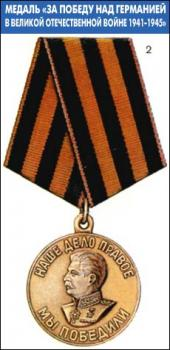 МЕДАЛЬ «ЗА ПОБЕДУ НАД ГЕРМАНИЕЙ
В ВЕЛИКОЙ ОТЕЧЕСТВЕННОЙ ВОЙНЕ 1941-1945»
2
НАШЕ ДЕЛО ПРАВОЕ
МЫ ПОБЕДИЛИ